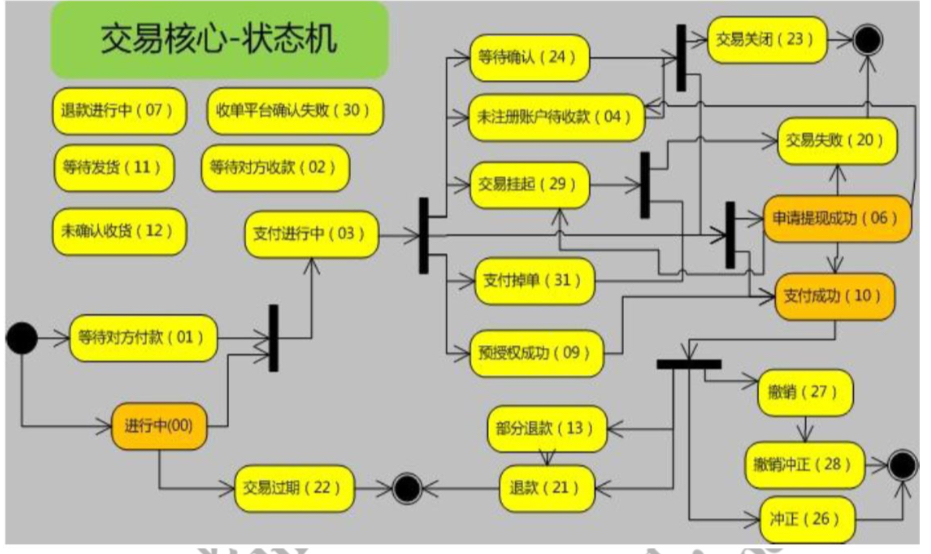 交易核心-状态机
退款进行中（07）
收单平台确认失败（30）
等待发货（11）
等待对方收款（02）
未确认收货（12）
支付进行中（03）
等待对方付款（01）
进行中(00)
交易过期（22）
等待确认（24）
未注册账户待收款（04）
交易挂起（29）
支付掉单（31）
预授权成功（09）
部分退款（13）
退款（21）
交易关闭（23）
交易失败（20）
申请提现成功（06）
支付成功（10）
撤销（27）
撤销冲正（28）
冲正（26）